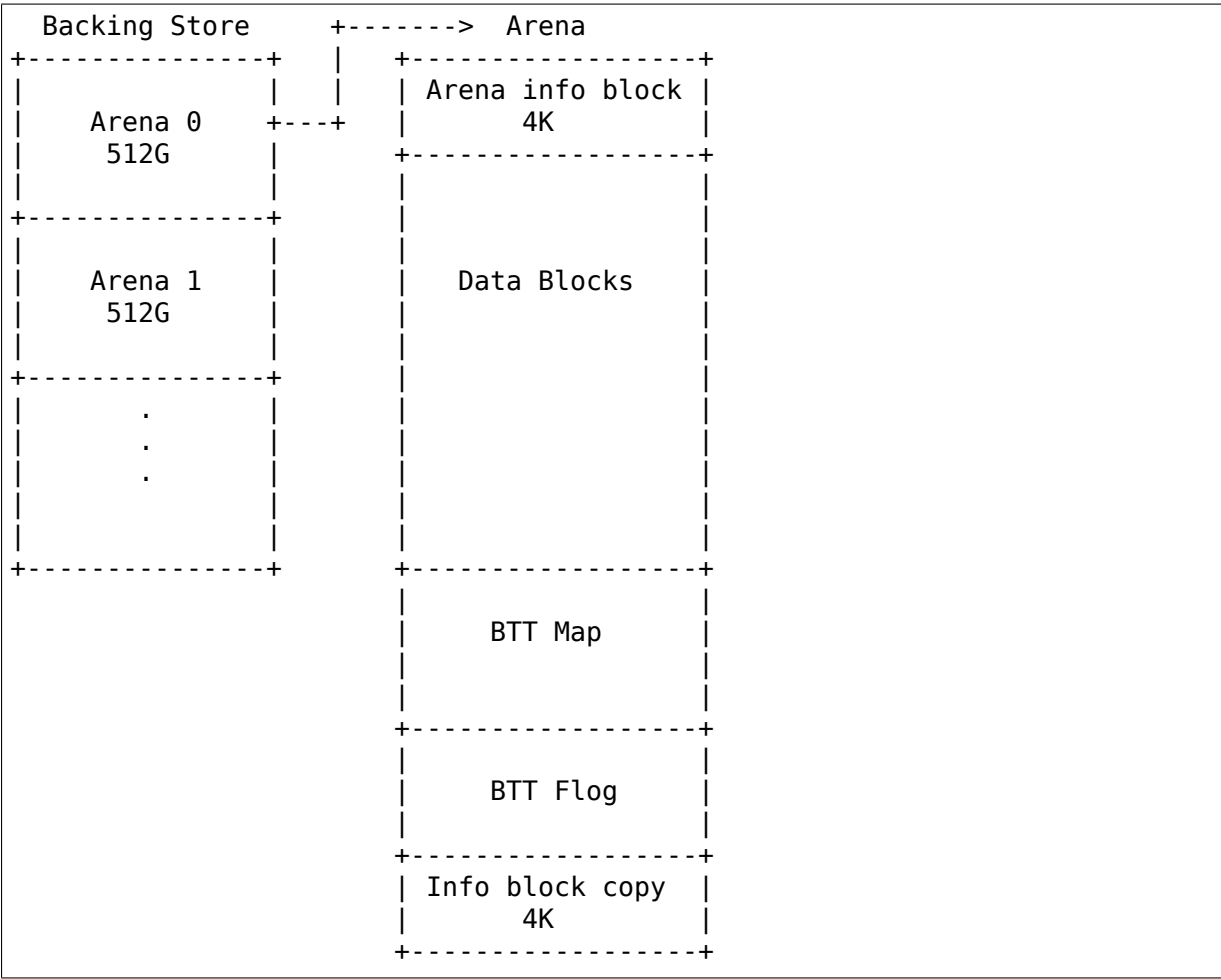 Backing Store +-------> Arena
+---------------+ | +------------------+
| | | | Arena info block |
| Arena 0 +---+ | 4K |
| 512G | +------------------+
| | | |
+---------------+ | |
| | | |
| Arena 1 | | Data Blocks |
| 512G | | |
| | | |
+---------------+ | |
| . | | |
| . | | |
| . | | |
| | | |
| | | |
+---------------+ +------------------+
| |
| BTT Map |
| |
| |
+------------------+
| |
| BTT Flog |
| |
+------------------+
| Info block copy |
| 4K |
+------------------+